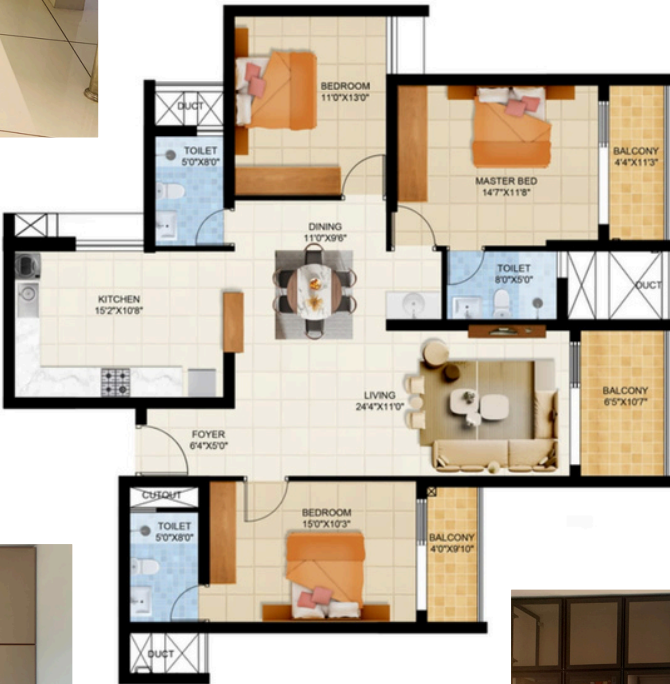 BEDROOM
11'0"X13'0"
DUCT
TOILET
5'0"X8'0"
BALCONY
4'4"X11'3"
MASTER BED
14'7"X11'8"
DINING
11'0"X9'6"
TOILET
8'0"X5'0"
DUCT
KITCHEN
15'2"X10'8"
LIVING
24'4"X11'0"
BALCONY
6'5"X10'7"
FOYER
6'4"X5'0"
CUTOUT
TOILET
5'0"X8'0"
BEDROOM
15'0"X10'3"
BALCONY
4'0"X9'10"
DUCT